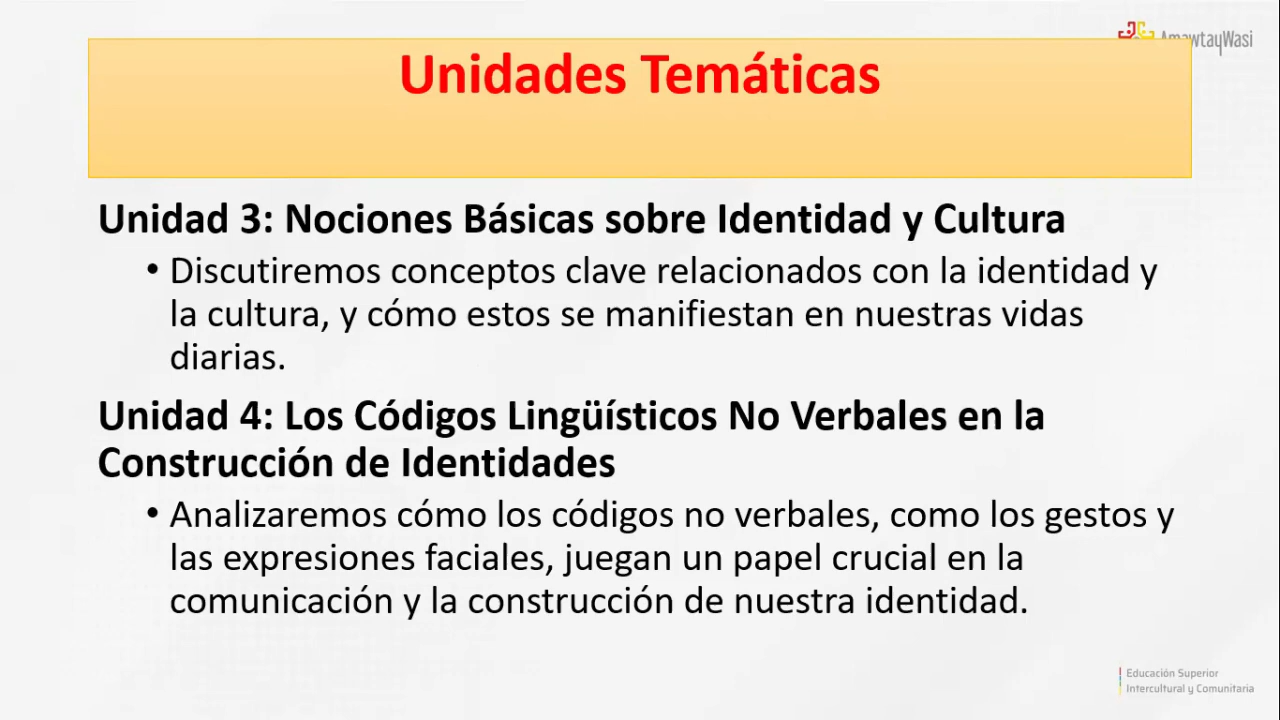 AmawtayWasi
Unidades Temáticas
Unidad 3: Nociones Básicas sobre Identidad y Cultura
• Discutiremos conceptos clave relacionados con la identidad y
la cultura, y cómo estos se manifiestan en nuestras vidas
diarias.
Unidad 4: Los Códigos Lingüísticos No Verbales en la
Construcción de Identidades
• Analizaremos cómo los códigos no verbales, como los gestos y
las expresiones faciales, juegan un papel crucial en la
comunicación y la construcción de nuestra identidad.
Educación Superior
Intercultural y Comunitaria